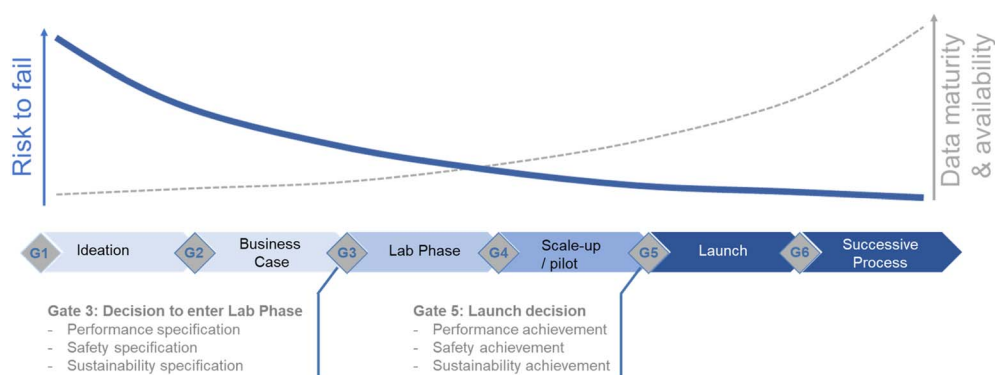 Risk to fail
Data maturity
& availability
G1
Ideation
G2
Business
Case
G3
Lab Phase
G4
Scale-up
/ pilot
G5
Launch
G6
Successive
Process
Gate 3: Decision to enter Lab Phase
- Performance specification
- Safety specification
- Sustainability specification
Gate 5: Launch decision
- Performance achievement
- Safety achievement
- Sustainability achievement